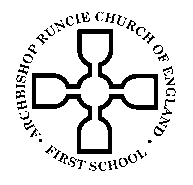 ARCHBISHOP RUNCIE CHURCH OF ENGLAND
• FIRST SCHOOL •